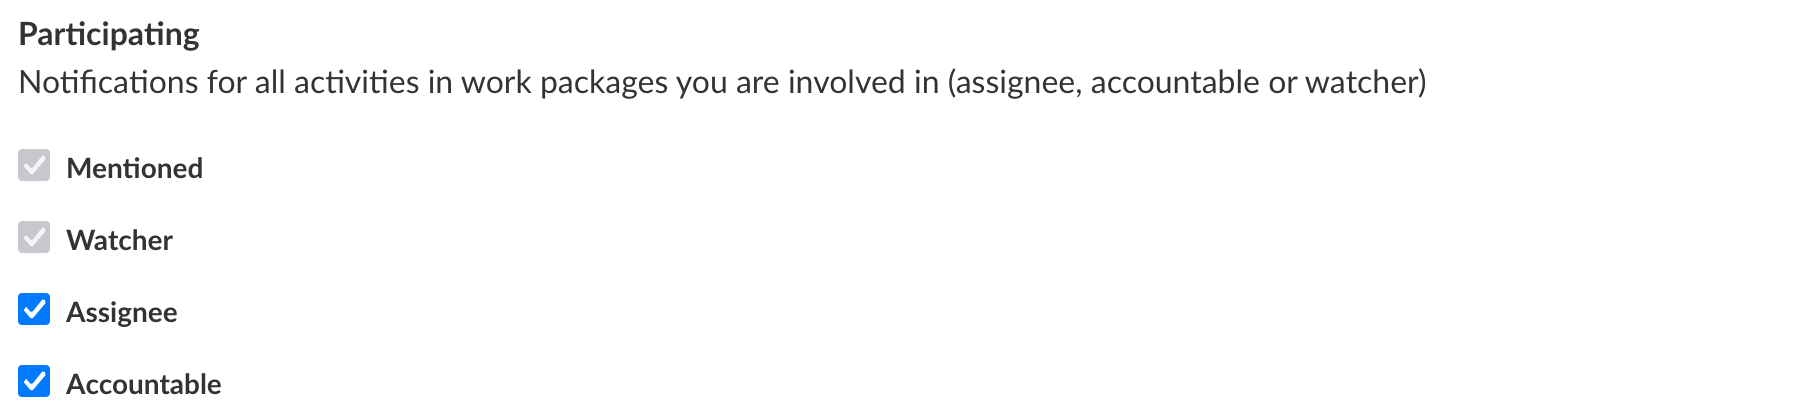 Participating
Notifications for all activities in work packages you are involved in (assignee, accountable or watcher)
Mentioned
Watcher
Assignee
Accountable